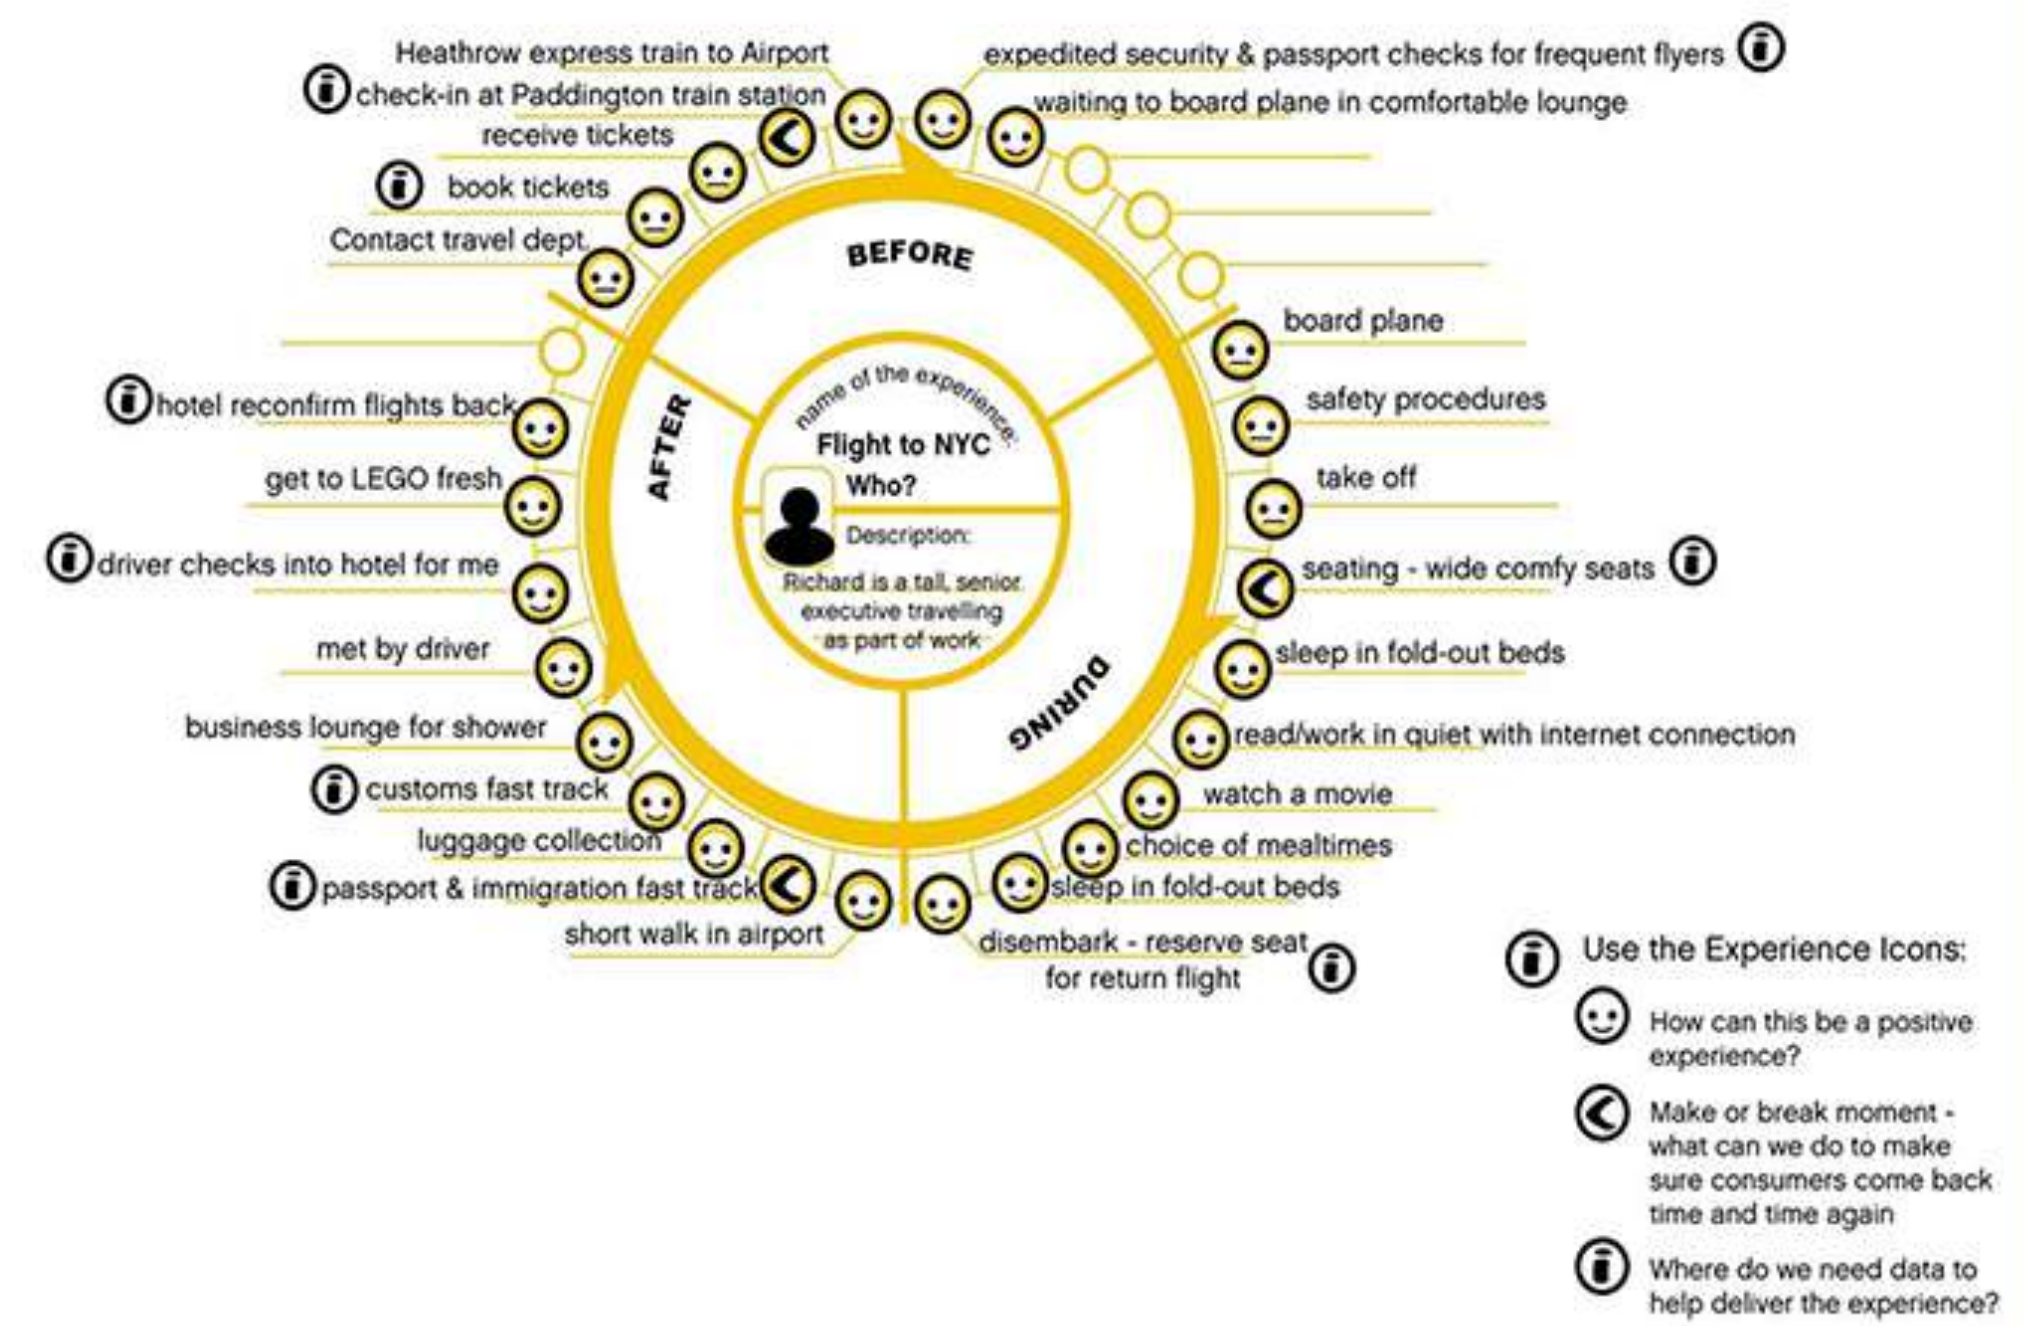 Heathrow express train to Airport
check-in at Paddington train station
receive tickets
book tickets
Contact travel dept.
expedited security & passport checks for frequent flyers
waiting to board plane in comfortable lounge
board plane
safety procedures
take off
seating - wide comfy seats
sleep in fold-out beds
read/work in quiet with internet connection
watch a movie
choice of mealtimes
sleep in fold-out beds
disembark - reserve seat
for return flight
short walk in airport
passport & immigration fast track
luggage collection
customs fast track
business lounge for shower
met by driver
driver checks into hotel for me
get to LEGO fresh
hotel reconfirm flights back
BEFORE
DURING
AFTER
name of the experience:
Flight to NYC
Who?
Description:
Richard is a tall, senior
executive travelling
as part of work
Use the Experience Icons:
How can this be a positive
experience?
Make or break moment -
what can we do to make
sure consumers come back
time and time again
Where do we need data to
help deliver the experience?